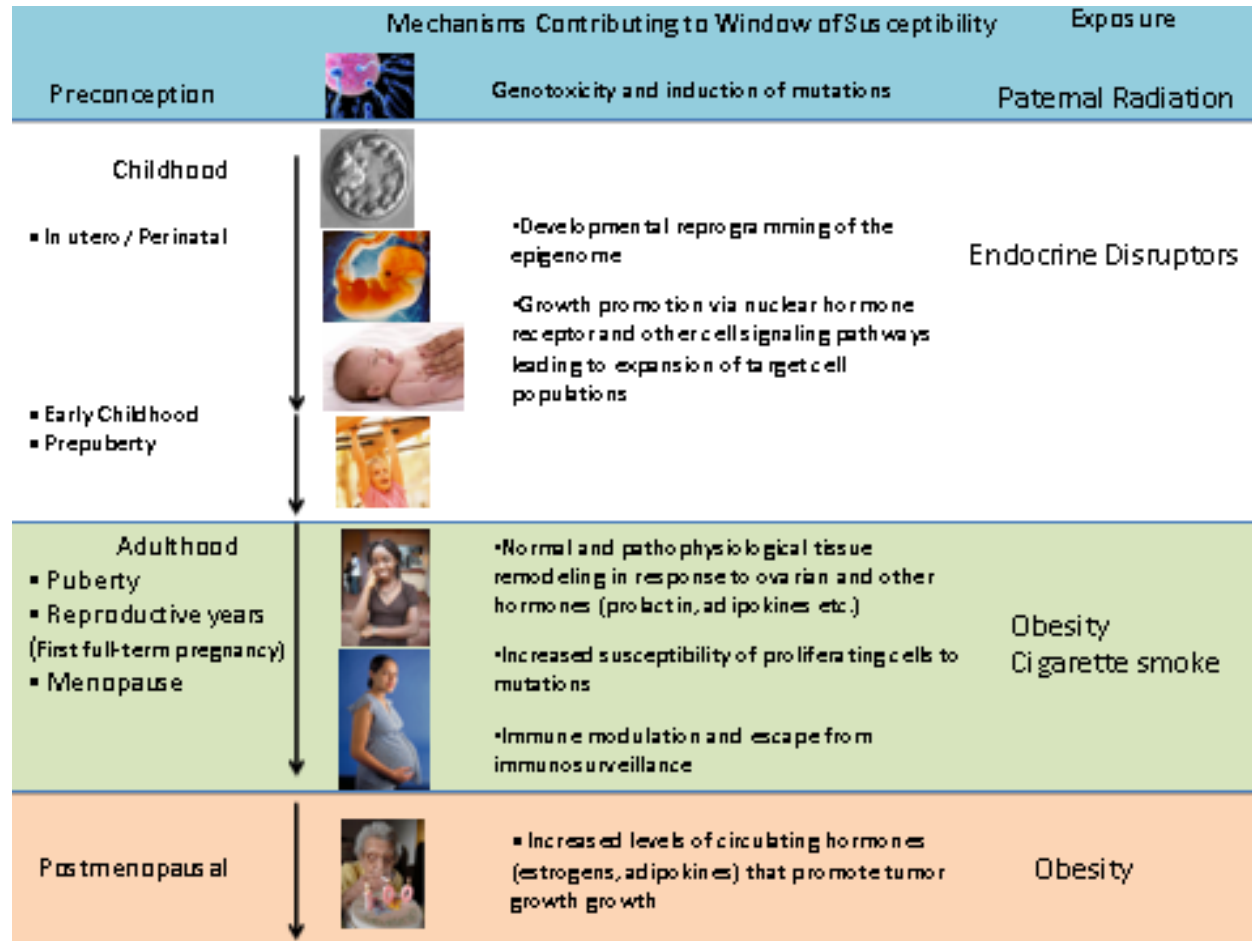 Mechanisms Contributing to Window of Susceptibility
Exposure
Preconception
Genotoxicity and induction of mutations
Paternal Radiation
Childhood
▪ In utero / Perinatal
•Developmental reprogramming of the
epigenome
Endocrine Disruptors
•Growth promotion via nuclear hormone
receptor and other cell signaling pathways
leading to expansion of target cell
populations
▪ Early Childhood
▪ Prepuberty
Adulthood
▪ Puberty
▪ Reproductive years
(First full-term pregnancy)
▪ Menopause
•Normal and pathophysiological tissue
remodeling in response to ovarian and other
hormones (prolactin, adipokines etc.)
•Increased susceptibility of proliferating cells to
mutations
•Immune modulation and escape from
immunosurveillance
Obesity
Cigarette smoke
Postmenopausal
▪ Increased levels of circulating hormones
(estrogens, adipokines) that promote tumor
growth growth
Obesity
100